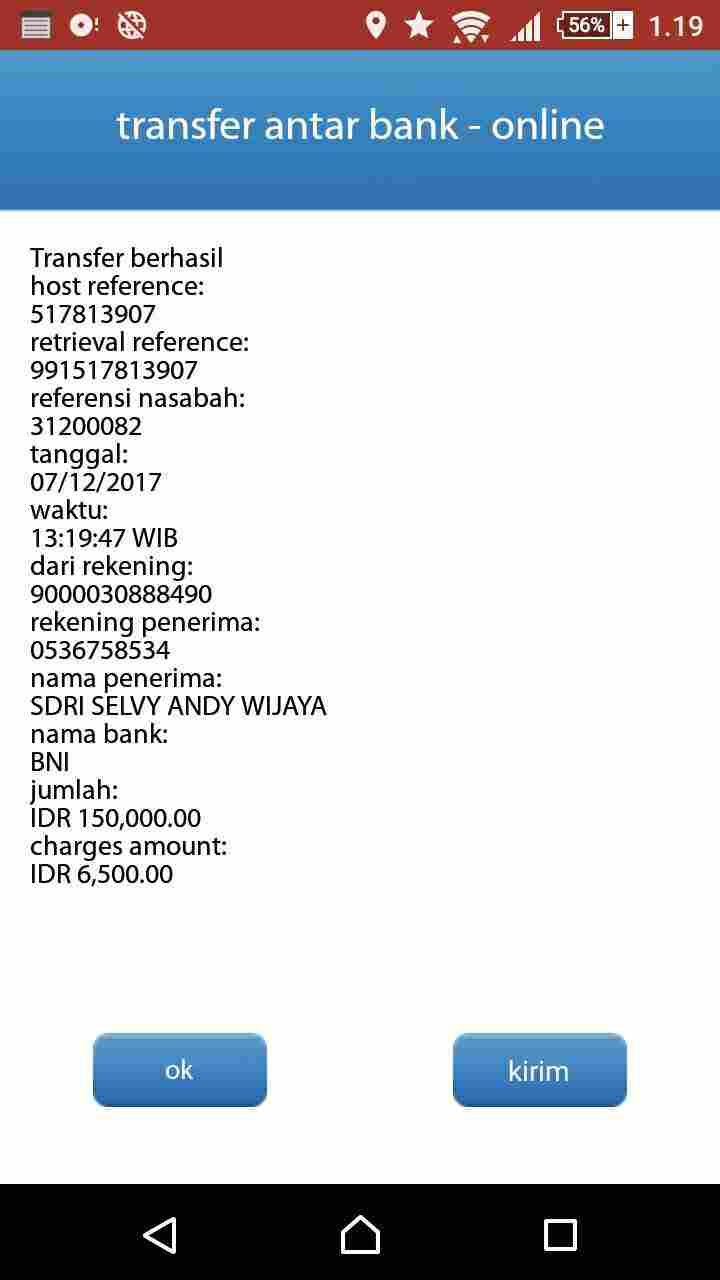 56%
1.19
transfer antar bank - online
Transfer berhasil
host reference:
517813907
retrieval reference:
991517813907
referensi nasabah:
31200082
tanggal:
07/12/2017
waktu:
13:19:47 WIB
dari rekening:
9000030888490
rekening penerima:
0536758534
nama penerima:
SDRI SELVY ANDY WIJAYA
nama bank:
BNI
jumlah:
IDR 150,000.00
charges amount:
IDR 6,500.00
ok
kirim